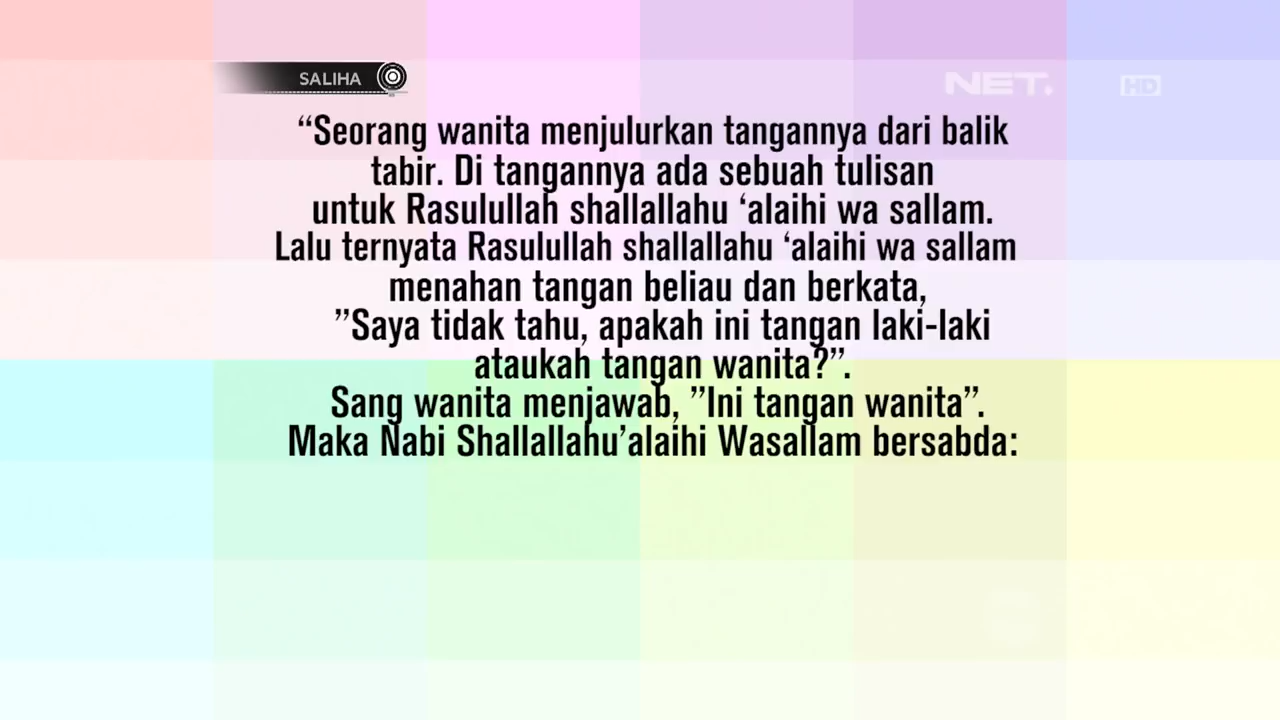 SALIHA
NET.
HD
“Seorang wanita menjulurkan tangannya dari balik
tabir. Di tangannya ada sebuah tulisan
untuk Rasulullah shallallahu ‘alaihi wa sallam.
Lalu ternyata Rasulullah shallallahu ‘alaihi wa sallam
menahan tangan beliau dan berkata,
”Saya tidak tahu, apakah ini tangan laki-laki
ataukah tangan wanita?”.
Sang wanita menjawab, ”Ini tangan wanita”.
Maka Nabi Shallallahu’alaihi Wasallam bersabda: